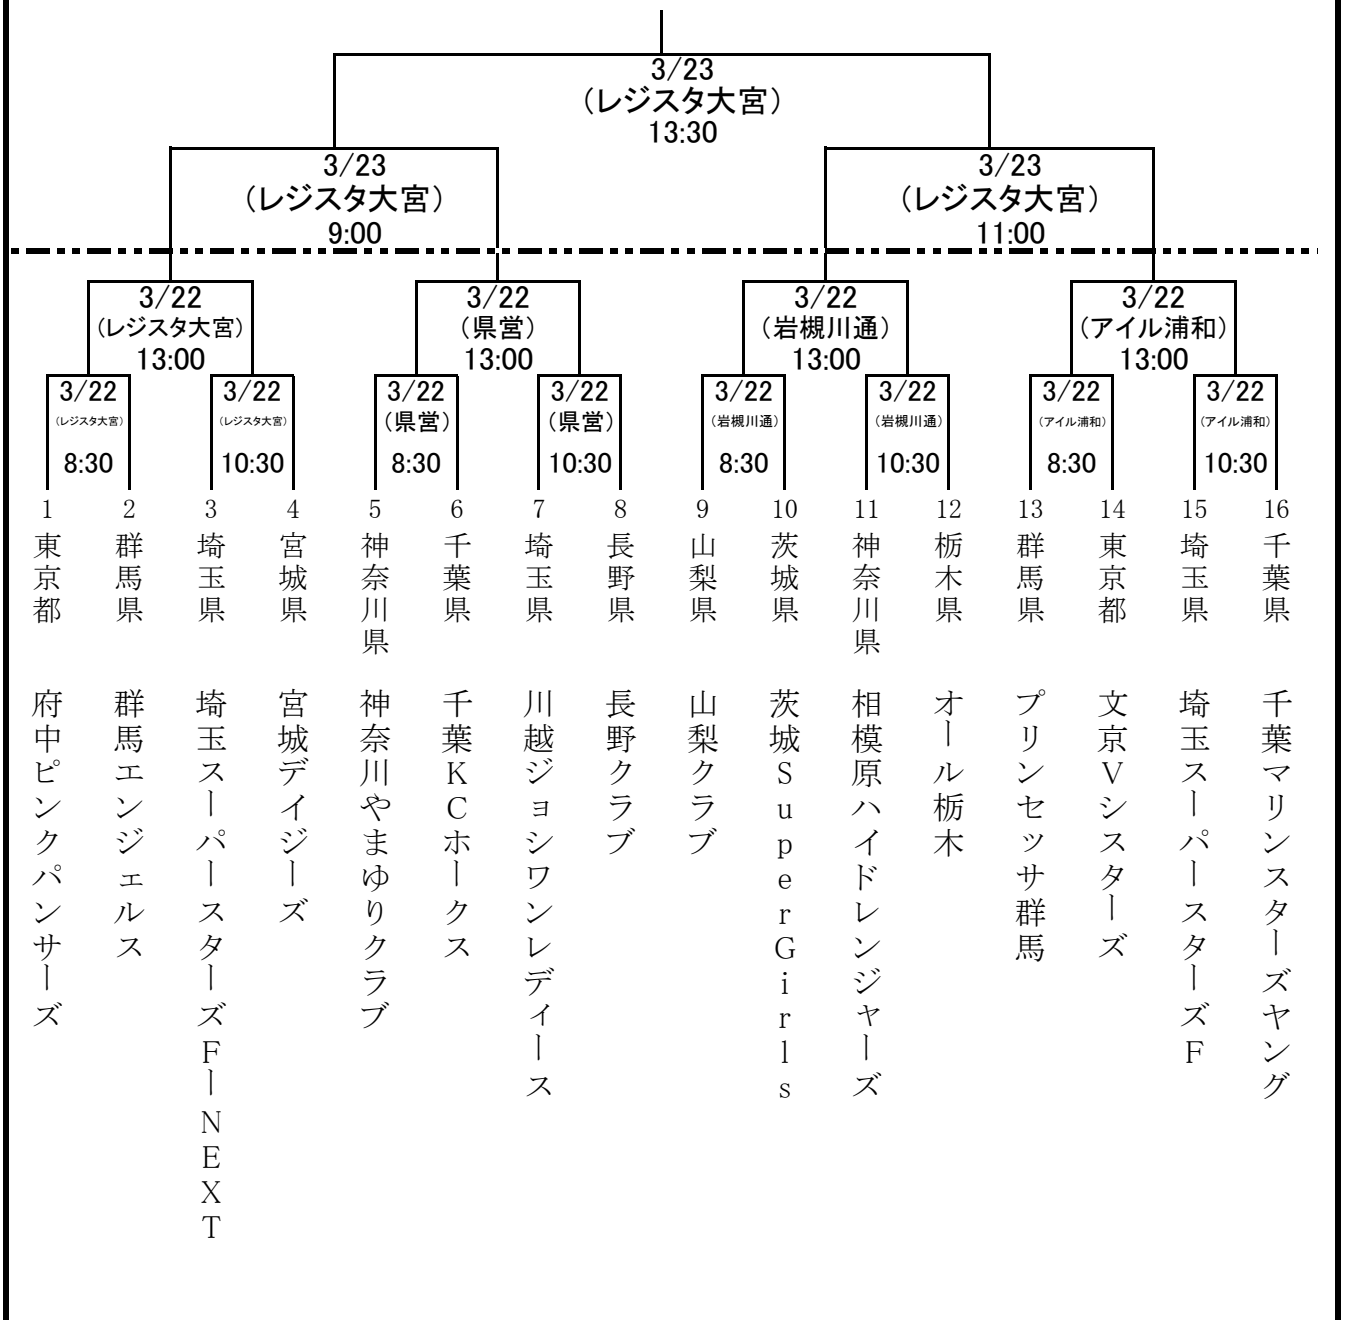 3/23
（レジスタ大宮）
13:30
3/23
（レジスタ大宮）
9:00
3/23
（レジスタ大宮）
11:00
3/22
（レジスタ大宮）
13:00
3/22
（県営）
13:00
3/22
（岩槻川通）
13:00
3/22
（アイル浦和）
13:00
3/22
（レジスタ大宮）
8:30
3/22
（レジスタ大宮）
10:30
3/22
（県営）
8:30
3/22
（県営）
10:30
3/22
（岩槻川通）
8:30
3/22
（岩槻川通）
10:30
3/22
（アイル浦和）
8:30
3/22
（アイル浦和）
10:30
1
東京都
府中ピンクパンサーズ
2
群馬県
群馬エンジェルス
3
埼玉県
埼玉スーパースターズFーNEXT
4
宮城県
宮城デイジーズ
5
神奈川県
神奈川やまゆりクラブ
6
千葉県
千葉KCホークス
7
埼玉県
川越ジョシワンレディース
8
長野県
長野クラブ
9
山梨県
山梨クラブ
10
茨城県
茨城SuperGirls
11
神奈川県
相模原ハイドレンジャーズ
12
栃木県
オール栃木
13
群馬県
プリンセッサ群馬
14
東京都
文京Vシスターズ
15
埼玉県
埼玉スーパースターズF
16
千葉県
千葉マリンスターズヤング